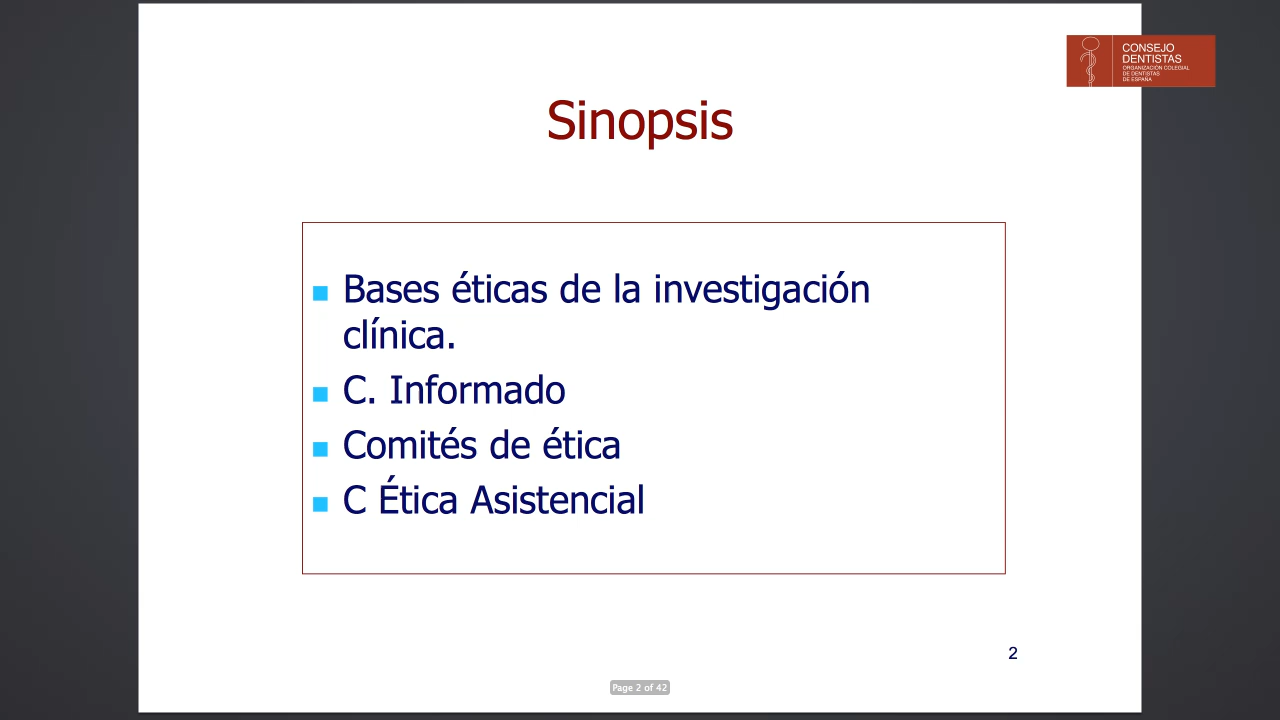 CONSEJO
DENTISTAS
ORGANIZACIÓN COLEGIAL
DE DENTISTAS
DE ESPAÑA
Sinopsis
Bases éticas de la investigación
clínica.
C. Informado
Comités de ética
C Ética Asistencial
2
Page 2 of 42